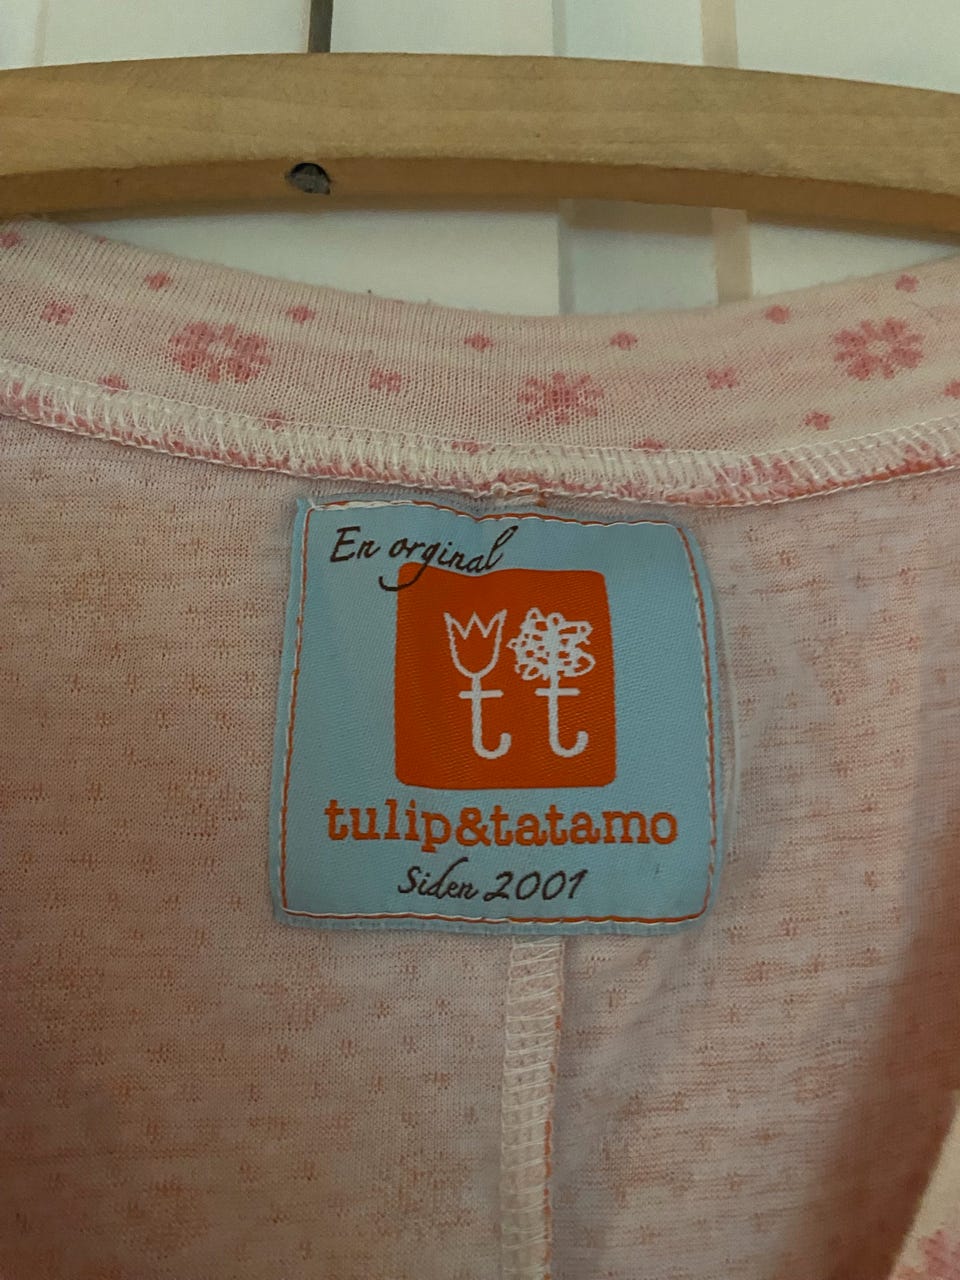 En orginal
tt
tulip&tatamo
Siden 2001